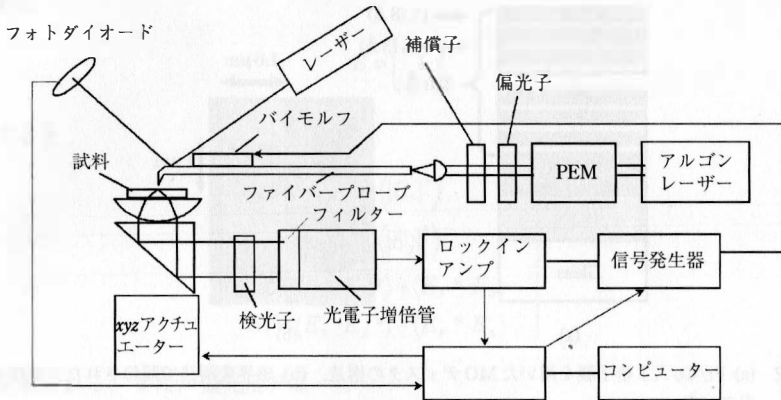 フォトダイオード
レーザー
補償子
偏光子
バイモルフ
試料
ファイバープローブ
PEM
アルゴン
レーザー
フィルター
ロックイン
アンプ
信号発生器
検光子
光電子増倍管
xyzアクチュ
エーター
コンピューター